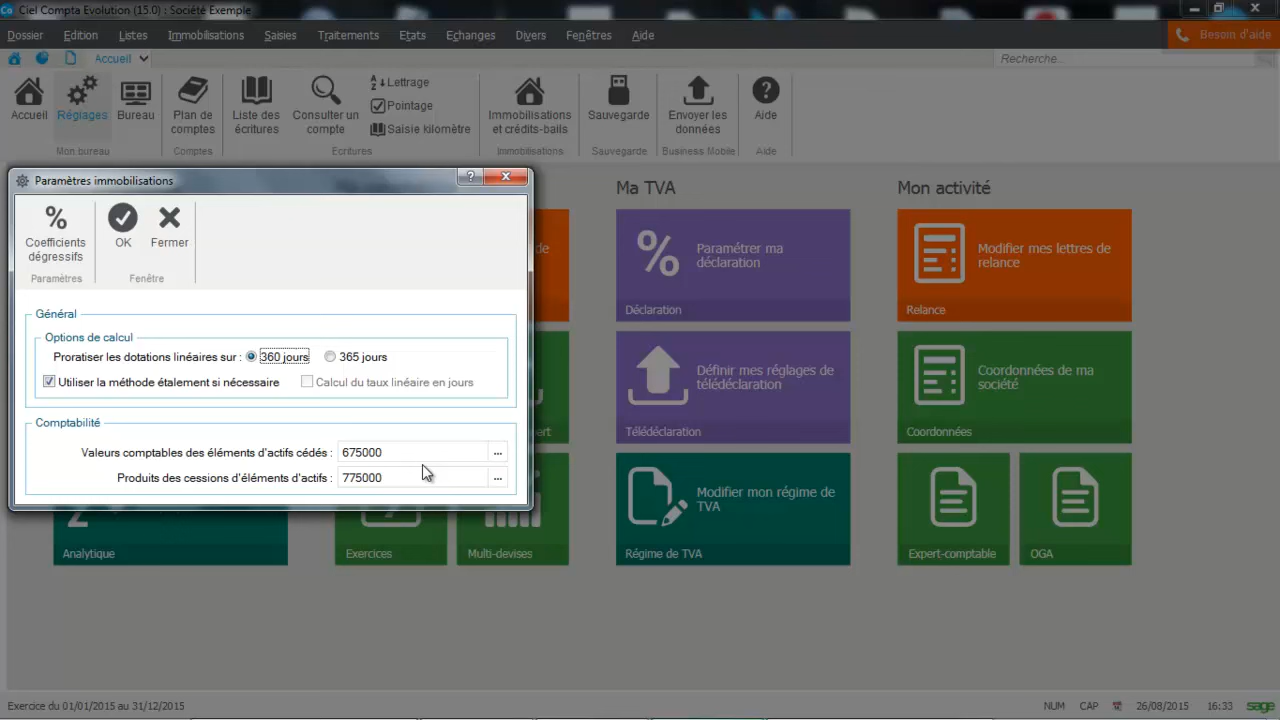 Ciel Compta Evolution (15.0) : Société Exemple
Dossier Edition Listes Immobilisations Saisies Traitements Etats Echanges Divers Fenêtres Aide
Besoin d'aide
Accueil
Recherche...
Accueil
Réglages
Bureau
Mon bureau
Plan de
comptes
Comptes
Liste des
écritures
Consulter un
compte
Lettrage
Pointage
Saisie kilomètre
Ecritures
Immobilisations
et crédits-bails
Immobilisations
Sauvegarde
Sauvegarde
Envoyer les
données
Business Mobile
Aide
Aide
Paramètres immobilisations
Coefficients
dégressifs
Paramètres
OK
Fermer
Fenêtre
Général
Options de calcul
Proratiser les dotations linéaires sur : 360 jours 365 jours
Utiliser la méthode étalement si nécessaire Calcul du taux linéaire en jours
Comptabilité
Valeurs comptables des éléments d'actifs cédés : 675000 ...
Produits des cessions d'éléments d'actifs : 775000 ...
de
pert
Analytique
Exercices
Multi-devises
Ma TVA
Paramétrer ma
déclaration
Déclaration
Définir mes réglages de
télédéclaration
Télédéclaration
Modifier mon régime de
TVA
Régime de TVA
Mon activité
Modifier mes lettres de
relance
Relance
Coordonnées de ma
société
Coordonnées
Expert-comptable
OGA
Exercice du 01/01/2015 au 31/12/2015
NUM CAP 26/08/2015 16:33 sage